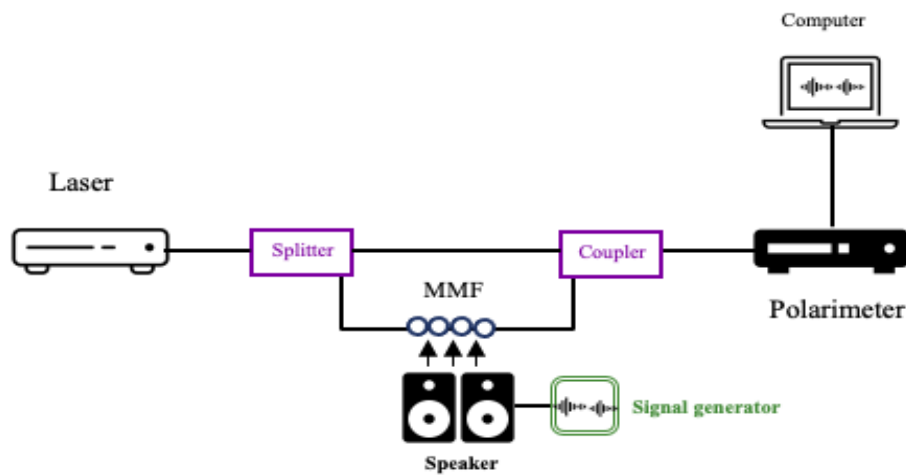 Computer
Laser
Splitter
Coupler
MMF
Polarimeter
Signal generator
Speaker